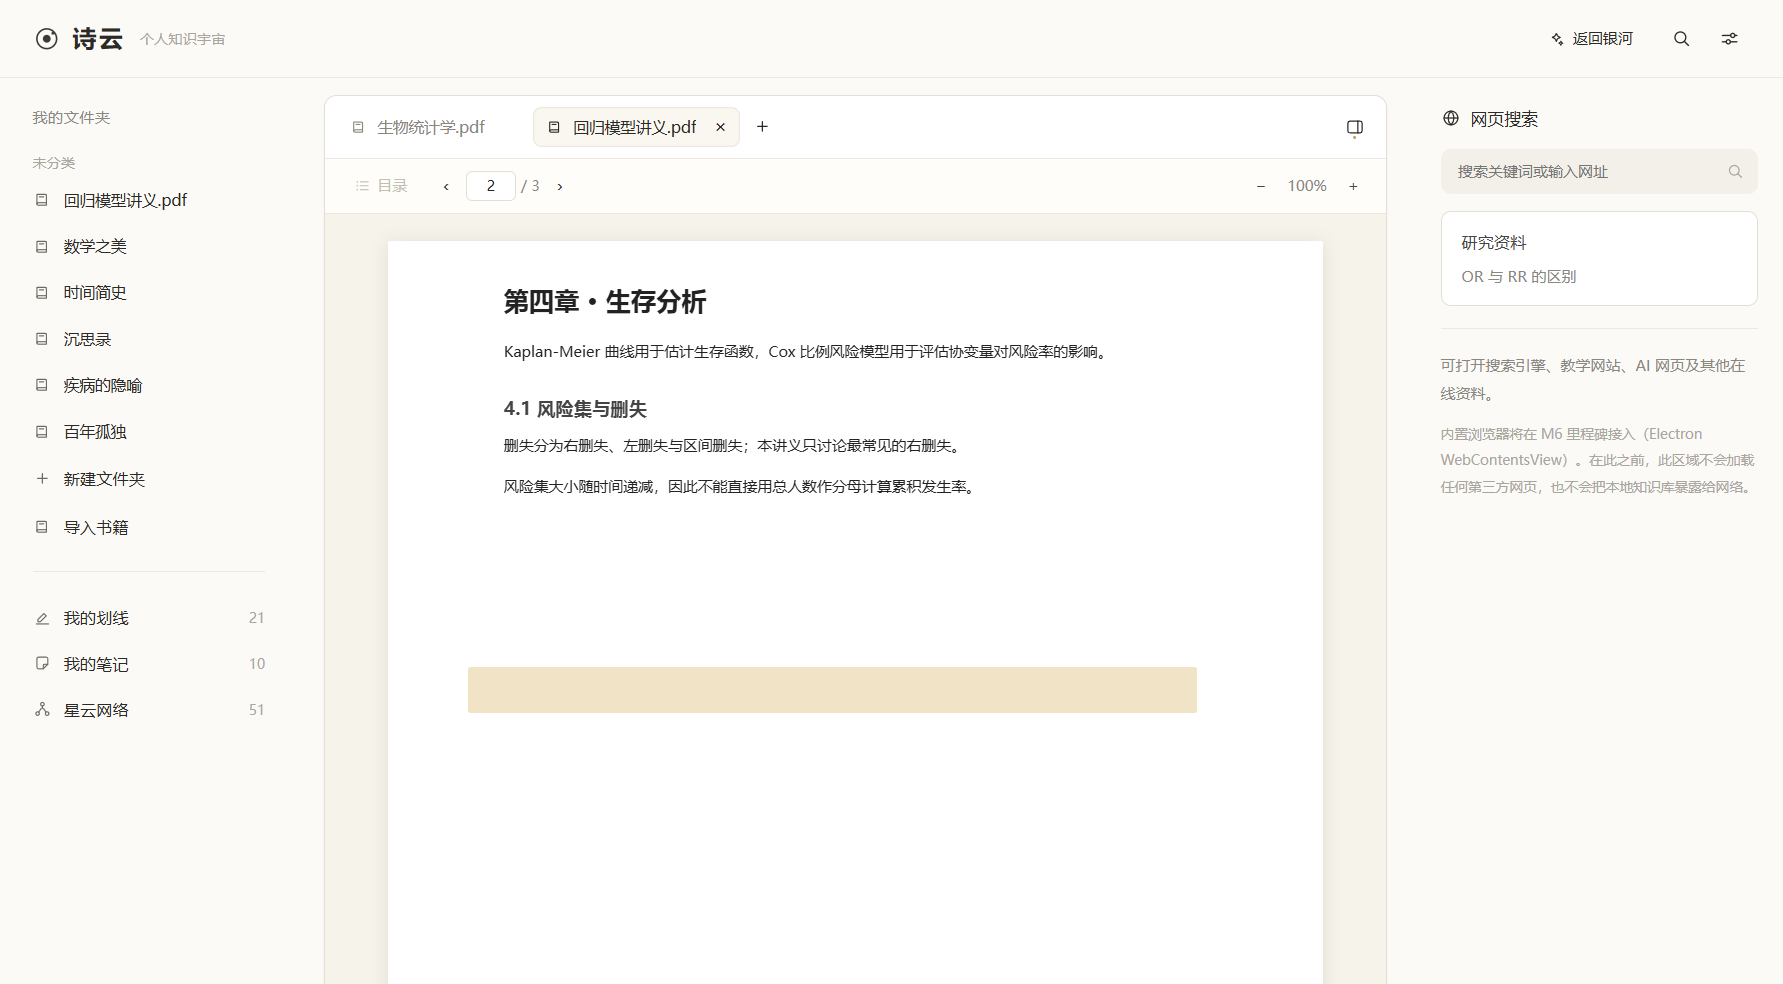 诗云 个人知识宇宙
返回银河
我的文件夹
未分类
回归模型讲义.pdf
数学之美
时间简史
沉思录
疾病的隐喻
百年孤独
新建文件夹
导入书籍
我的划线 21
我的笔记 10
星云网络 51
生物统计学.pdf
回归模型讲义.pdf × +
目录 ‹ 2 / 3 ›
− 100% +
第四章 · 生存分析
Kaplan-Meier 曲线用于估计生存函数，Cox 比例风险模型用于评估协变量对风险率的影响。
4.1 风险集与删失
删失分为右删失、左删失与区间删失；本讲义只讨论最常见的右删失。
风险集大小随时间递减，因此不能直接用总人数作分母计算累积发生率。
网页搜索
搜索关键词或输入网址
研究资料
OR 与 RR 的区别
可打开搜索引擎、教学网站、AI 网页及其他在
线资料。
内置浏览器将在 M6 里程碑接入（Electron
WebContentsView）。在此之前，此区域不会加载
任何第三方网页，也不会把本地知识库暴露给网络。